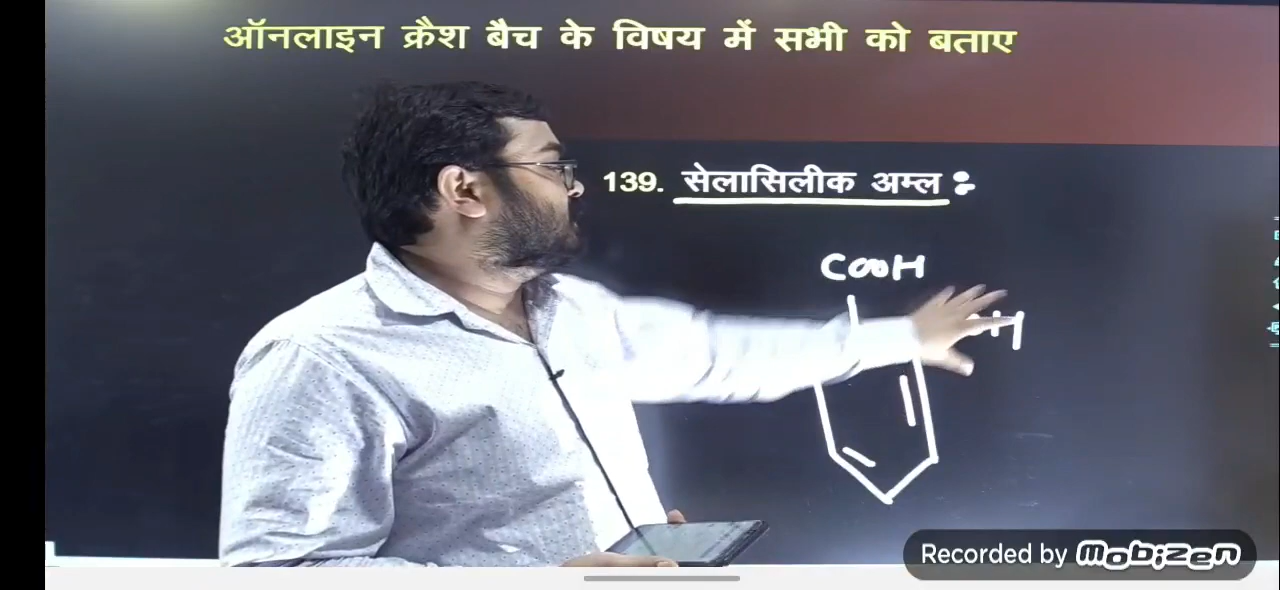 ऑनलाइन क्रैश बैच के विषय में सभी को बताए
139. सेलासिलीक अम्ल :-
COOH
H
Recorded by Mobizen